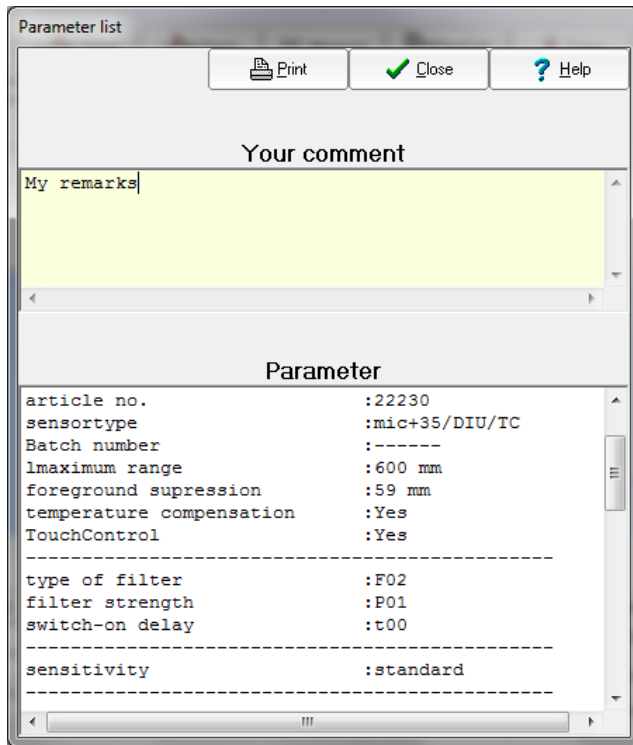 Parameter list
Print Close Help
Your comment
My remarks
Parameter
article no. :22230
sensortype :mic+35/DIU/TC
Batch number :------
lmaximum range :600 mm
foreground supression :59 mm
temperature compensation :Yes
TouchControl :Yes
------------------------------------------------
type of filter :F02
filter strength :P01
switch-on delay :t00
------------------------------------------------
sensitivity :standard
------------------------------------------------